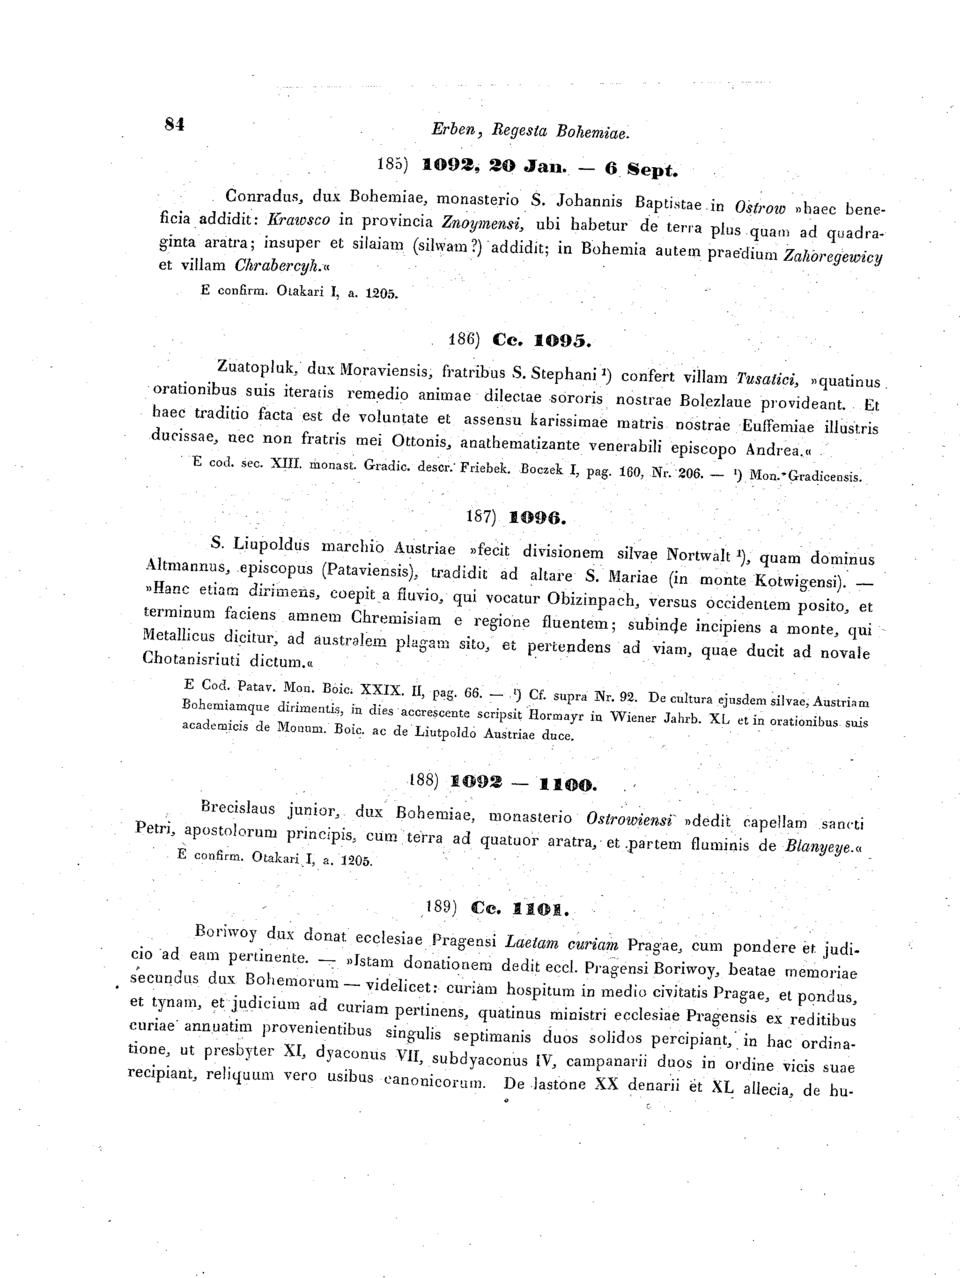 84
Erben, Regesta Bohemiae.
185) 1092, 20 Jan. — 6 Sept.
Conradus, dux Bohemiae, monasterio S. Johannis Baptistae in Ostrow »haec bene-
ficia addidit: Krawsco in provincia Znoymensi, ubi habetur de terra plus quam ad quadra-
ginta aratra; insuper et silaiam (silwam?) addidit; in Bohemia autem praedium Zahoregewicy
et villam Chrabercyh.«
E confirm. Otakari I, a. 1205.
186) Cc. 1095.
Zuatopluk, dux Moraviensis, fratribus S. Stephani ¹) confert villam Tusatici, »quatinus
orationibus suis iteratis remedio animae dilectae sororis nostrae Bolezlaue provideant. Et
haec traditio facta est de voluntate et assensu karissimae matris nostrae Euffemiae illustris
ducissae, nec non fratris mei Ottonis, anathematizante venerabili episcopo Andrea.«
E cod. sec. XIII. monast. Gradic. descr. Friebek. Boczek I, pag. 160, Nr. 206. — ¹) Mon. Gradicensis.
187) 1096.
S. Liupoldus marchio Austriae »fecit divisionem silvae Nortwalt ¹), quam dominus
Altmannus, episcopus (Pataviensis), tradidit ad altare S. Mariae (in monte Kotwigensi). —
»Hanc etiam dirimens, coepit a fluvio, qui vocatur Obizinpach, versus occidentem posito, et
terminum faciens amnem Chremisiam e regione fluentem; subinde incipiens a monte, qui
Metallicus dicitur, ad australem plagam sito, et pertendens ad viam, quae ducit ad novale
Chotanisriuti dictum.«
E Cod. Patav. Mon. Boic. XXIX. II, pag. 66. — ¹) Cf. supra Nr. 92. De cultura ejusdem silvae, Austriam
Bohemiamque dirimentis, in dies accrescente scripsit Hormayr in Wiener Jahrb. XL et in orationibus suis
academicis de Monum. Boic. ac de Liutpoldo Austriae duce.
188) 1092 — 1100.
Brecislaus junior, dux Bohemiae, monasterio Ostrowiensi »dedit capellam sancti
Petri, apostolorum principis, cum terra ad quatuor aratra, et partem fluminis de Blanyeye.«
E confirm. Otakari I, a. 1205.
189) Cc. 1101.
Boriwoy dux donat ecclesiae Pragensi Laetam curiam Pragae, cum pondere et judi-
cio ad eam pertinente. — »Istam donationem dedit eccl. Pragensi Boriwoy, beatae memoriae
secundus dux Bohemorum — videlicet: curiam hospitum in medio civitatis Pragae, et pondus,
et tynam, et judicium ad curiam pertinens, quatinus ministri ecclesiae Pragensis ex reditibus
curiae annuatim provenientibus singulis septimanis duos solidos percipiant, in hac ordina-
tione, ut presbyter XI, dyaconus VII, subdyaconus IV, campanarii duos in ordine vicis suae
recipiant, reliquum vero usibus canonicorum. De lastone XX denarii et XL allecia, de hu-